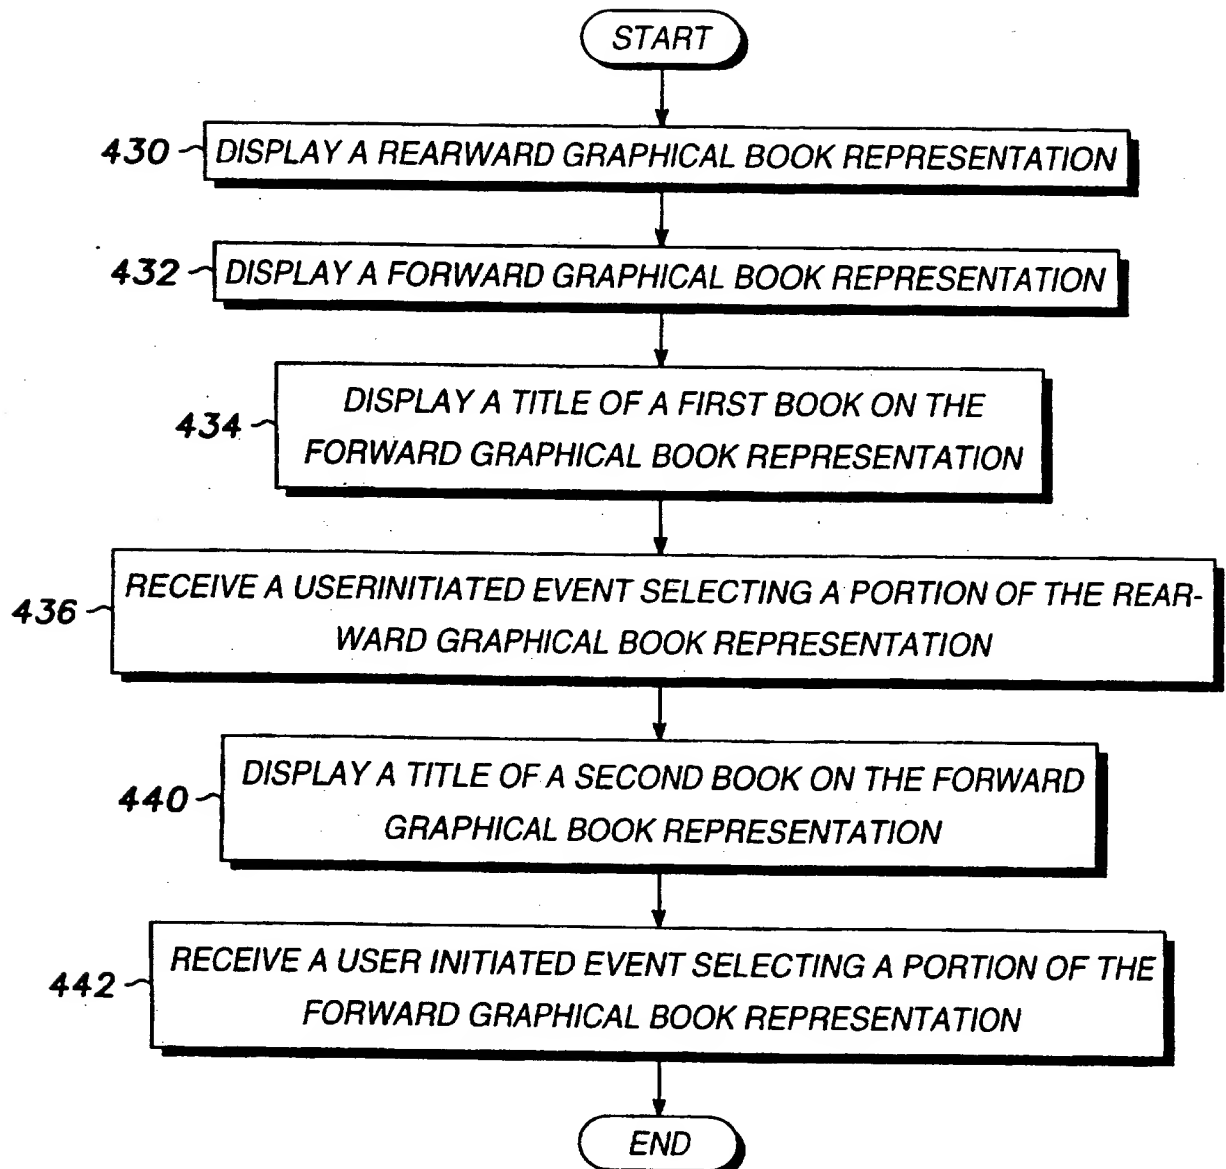 START
430 DISPLAY A REARWARD GRAPHICAL BOOK REPRESENTATION
432 DISPLAY A FORWARD GRAPHICAL BOOK REPRESENTATION
DISPLAY A TITLE OF A FIRST BOOK ON THE
434
FORWARD GRAPHICAL BOOK REPRESENTATION
RECEIVE A USERINITIATED EVENT SELECTING A PORTION OF THE REAR-
436
WARD GRAPHICAL BOOK REPRESENTATION
DISPLAY A TITLE OF A SECOND BOOK ON THE FORWARD
440
GRAPHICAL BOOK REPRESENTATION
RECEIVE A USER INITIATED EVENT SELECTING A PORTION OF THE
442
FORWARD GRAPHICAL BOOK REPRESENTATION
END